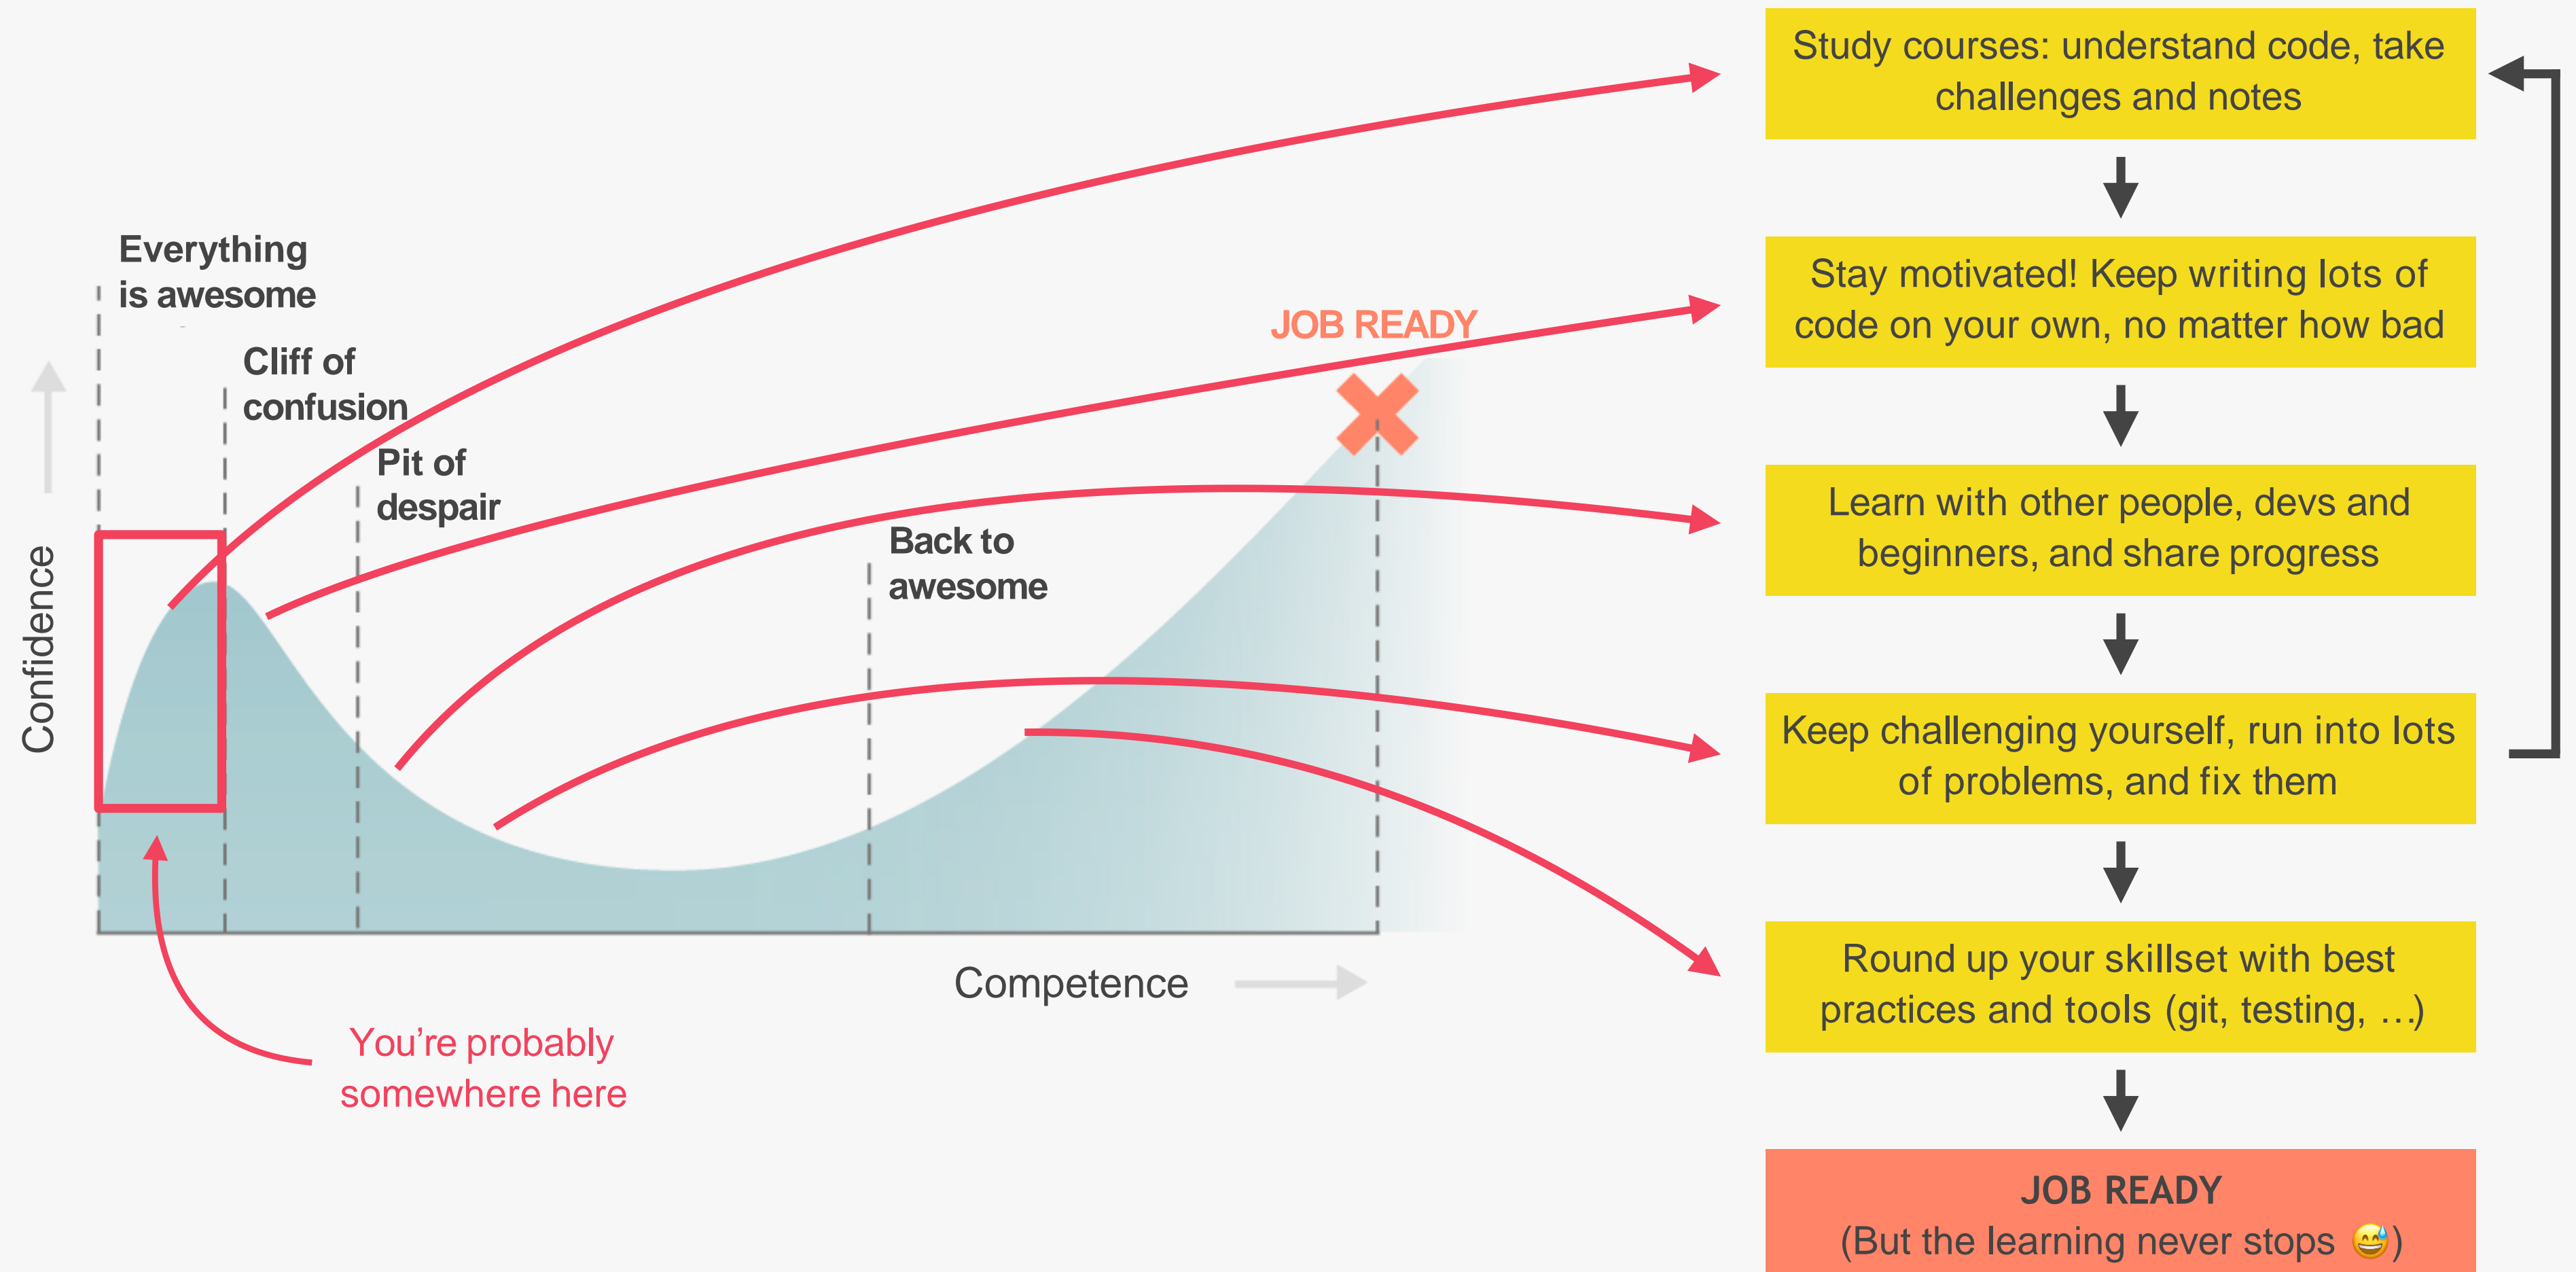 Everything
is awesome
Cliff of
confusion
Pit of
despair
Back to
awesome
JOB READY
Confidence
Competence
You’re probably
somewhere here
Study courses: understand code, take
challenges and notes
Stay motivated! Keep writing lots of
code on your own, no matter how bad
Learn with other people, devs and
beginners, and share progress
Keep challenging yourself, run into lots
of problems, and fix them
Round up your skillset with best
practices and tools (git, testing, …)
JOB READY
(But the learning never stops 😅)